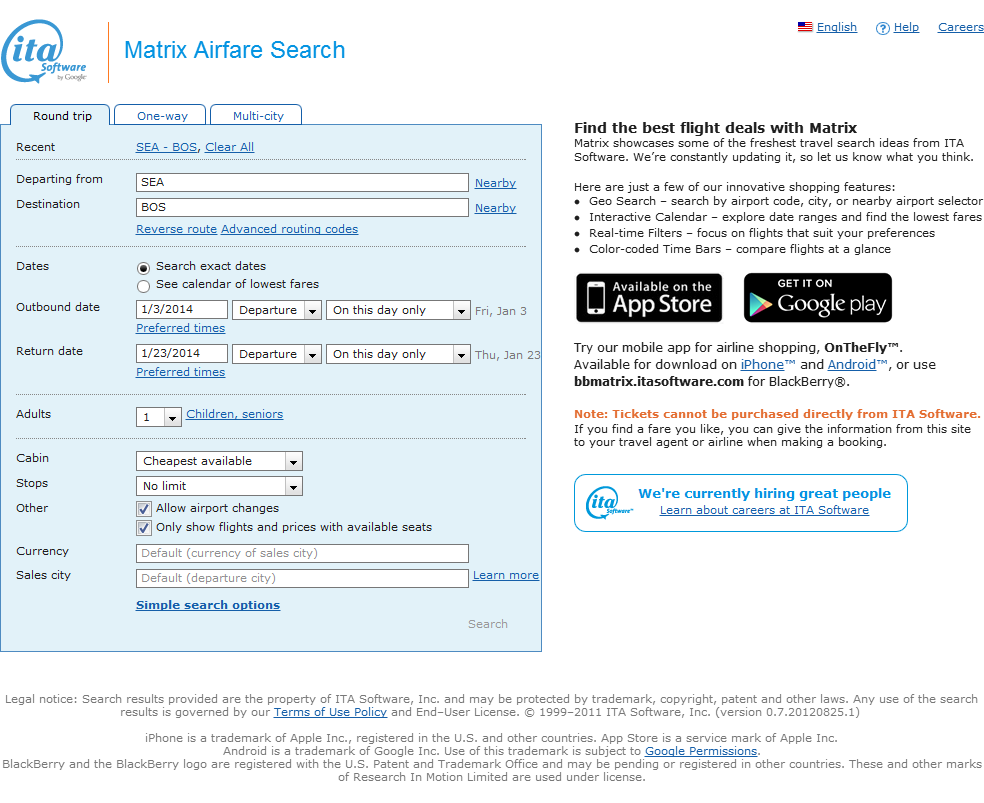 ita
Software
by Google
Matrix Airfare Search
English
? Help
Careers
Round trip
One-way
Multi-city
Recent
SEA - BOS, Clear All
Departing from
SEA
Nearby
Destination
BOS
Nearby
Reverse route Advanced routing codes
Dates
Search exact dates
See calendar of lowest fares
Outbound date
1/3/2014
Departure
On this day only
Fri, Jan 3
Preferred times
Return date
1/23/2014
Departure
On this day only
Thu, Jan 23
Preferred times
Adults
1
Children, seniors
Cabin
Cheapest available
Stops
No limit
Other
Allow airport changes
Only show flights and prices with available seats
Currency
Default (currency of sales city)
Sales city
Default (departure city)
Learn more
Simple search options
Search
Find the best flight deals with Matrix
Matrix showcases some of the freshest travel search ideas from ITA
Software. We're constantly updating it, so let us know what you think.
Here are just a few of our innovative shopping features:
• Geo Search – search by airport code, city, or nearby airport selector
• Interactive Calendar – explore date ranges and find the lowest fares
• Real-time Filters – focus on flights that suit your preferences
• Color-coded Time Bars – compare flights at a glance
Available on the
App Store
GET IT ON
Google play
Try our mobile app for airline shopping, OnTheFly™.
Available for download on iPhone™ and Android™, or use
bbmatrix.itasoftware.com for BlackBerry®.
Note: Tickets cannot be purchased directly from ITA Software.
If you find a fare you like, you can give the information from this site
to your travel agent or airline when making a booking.
ita
Software™
We're currently hiring great people
Learn about careers at ITA Software
Legal notice: Search results provided are the property of ITA Software, Inc. and may be protected by trademark, copyright, patent and other laws. Any use of the search
results is governed by our Terms of Use Policy and End–User License. © 1999–2011 ITA Software, Inc. (version 0.7.20120825.1)
iPhone is a trademark of Apple Inc., registered in the U.S. and other countries. App Store is a service mark of Apple Inc.
Android is a trademark of Google Inc. Use of this trademark is subject to Google Permissions.
BlackBerry and the BlackBerry logo are registered with the U.S. Patent and Trademark Office and may be pending or registered in other countries. These and other marks
of Research In Motion Limited are used under license.